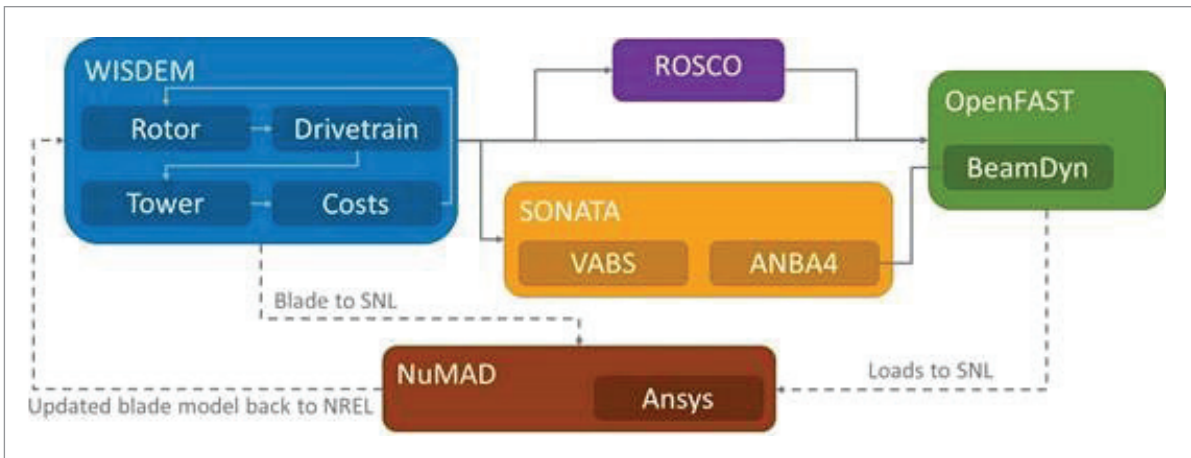 WISDEM
Rotor
Drivetrain
Tower
Costs
ROSCO
OpenFAST
BeamDyn
SONATA
VABS
ANBA4
Blade to SNL
NuMAD
Ansys
Loads to SNL
Updated blade model back to NREL